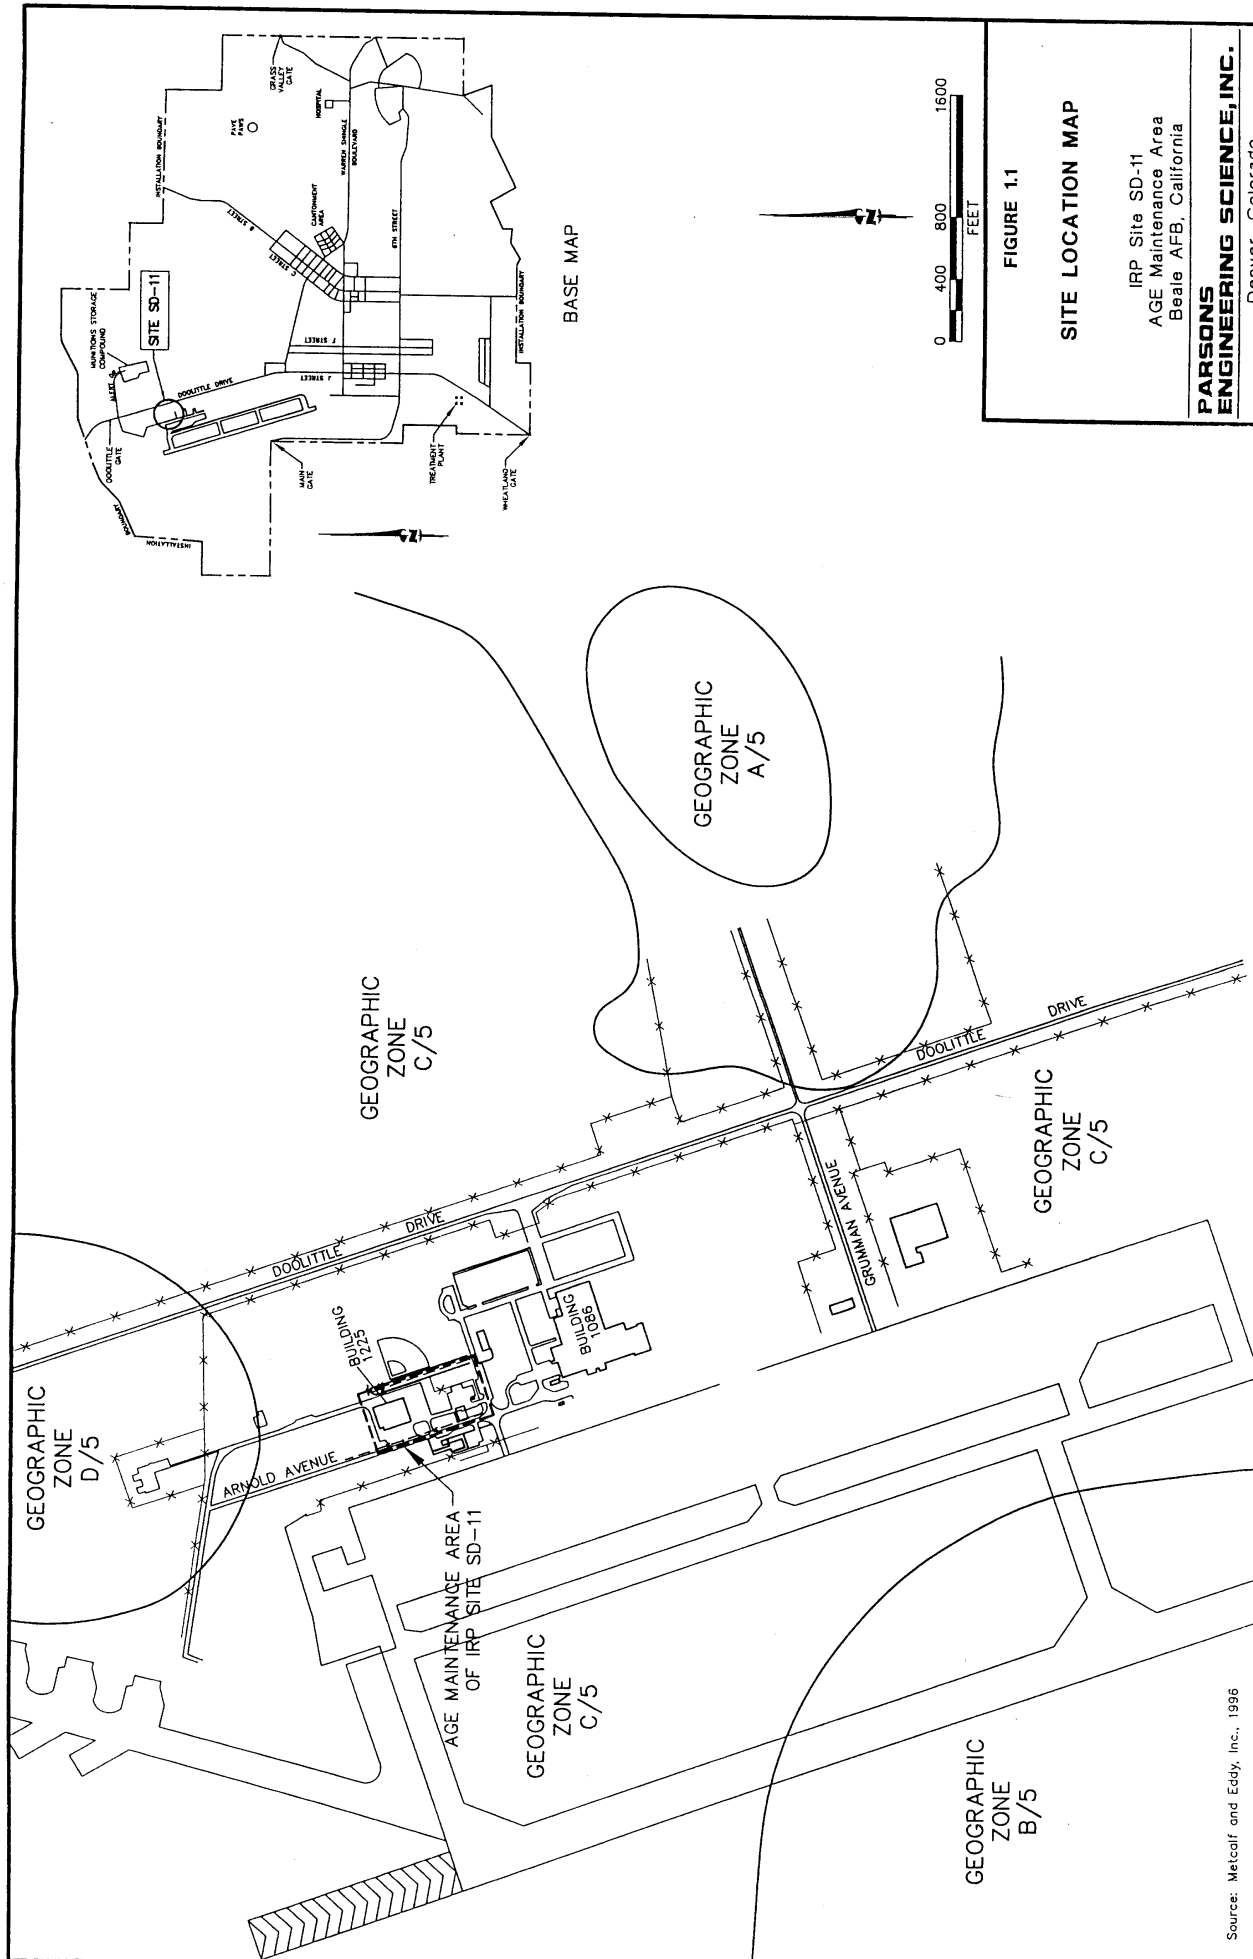 GRASS
VALLEY
GATE
INSTALLATION BOUNDARY
PAVE
PAWS
HOSPITAL
WARREN SHINGLE
BOULEVARD
B STREET
CANTONMENT
AREA
C STREET
6TH STREET
SITE SD-11
MUNITIONS STORAGE
COMPOUND
DOOLITTLE DRIVE
F STREET
J STREET
INSTALLATION BOUNDARY
DOOLITTLE
GATE
MAIN
GATE
TREATMENT
PLANT
WHEATLAND
GATE
INSTALLATION
BOUNDARY
N
BASE MAP
N
0 400 800 1600
FEET
GEOGRAPHIC
ZONE
A/5
GEOGRAPHIC
ZONE
C/5
DOOLITTLE DRIVE
DOOLITTLE DRIVE
GEOGRAPHIC
ZONE
C/5
GRUMMAN AVENUE
BUILDING
1225
BUILDING
1086
GEOGRAPHIC
ZONE
D/5
ARNOLD AVENUE
AGE MAINTENANCE AREA
OF IRP SITE SD-11
GEOGRAPHIC
ZONE
C/5
GEOGRAPHIC
ZONE
B/5
Source: Metcalf and Eddy, Inc., 1996
FIGURE 1.1
SITE LOCATION MAP
IRP Site SD-11
AGE Maintenance Area
Beale AFB, California
PARSONS
ENGINEERING SCIENCE, INC.
Denver, Colorado